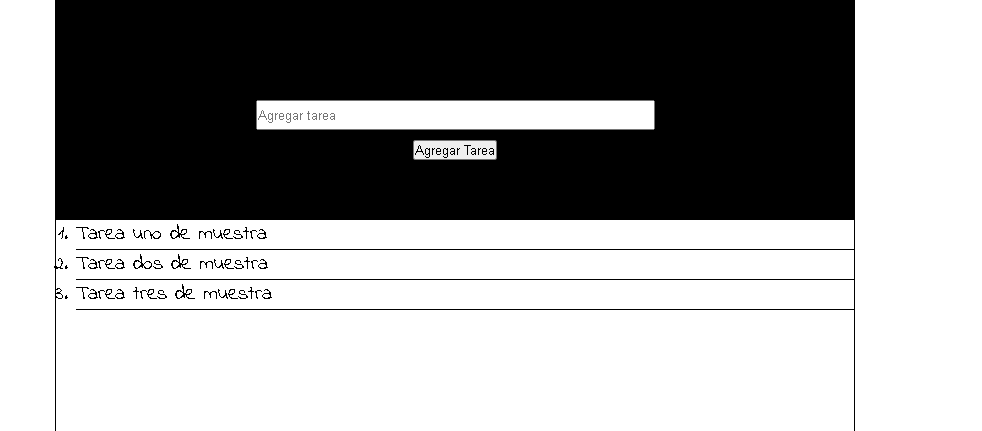 Agregar tarea
Agregar Tarea
1. Tarea uno de muestra
2. Tarea dos de muestra
3. Tarea tres de muestra